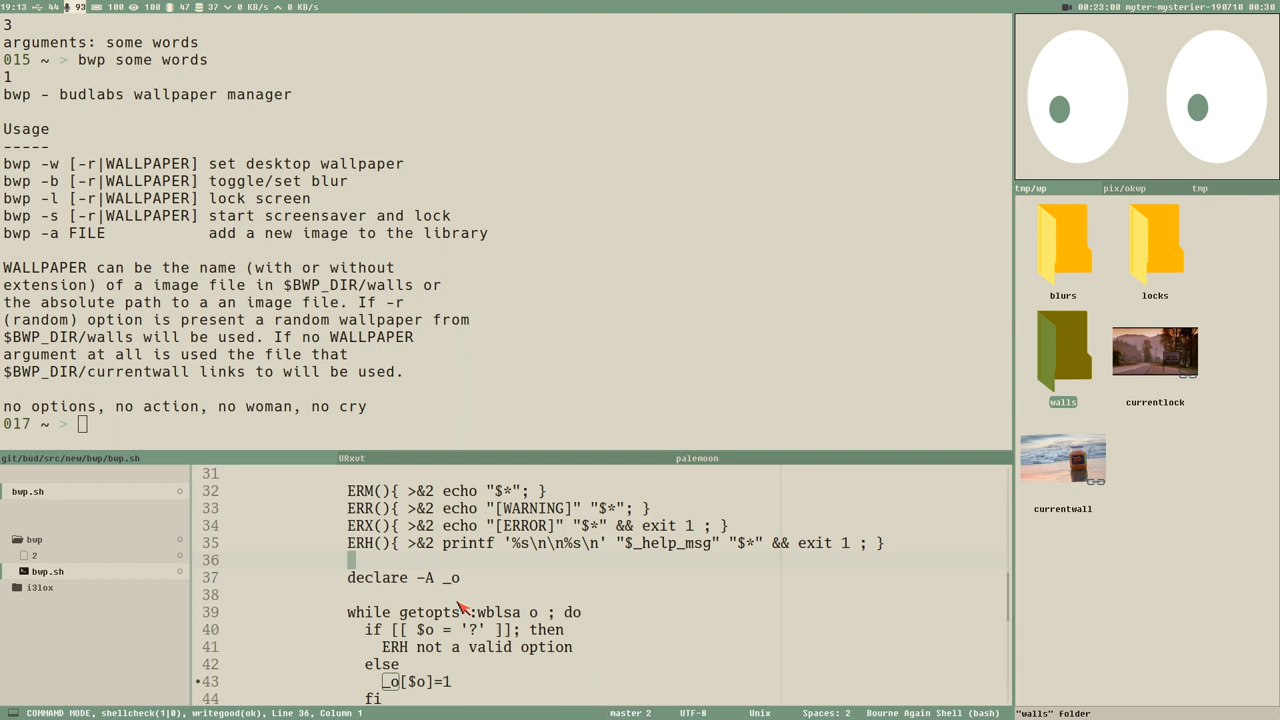 19:13 44 93 100 100 47 37 0 KB/s 0 KB/s
00:23:00 myter-mysterier-190710 00:30
3
arguments: some words
015 ~ > bwp some words
1
bwp - budlabs wallpaper manager
Usage
-----
bwp -w [-r|WALLPAPER] set desktop wallpaper
bwp -b [-r|WALLPAPER] toggle/set blur
bwp -l [-r|WALLPAPER] lock screen
bwp -s [-r|WALLPAPER] start screensaver and lock
bwp -a FILE add a new image to the library
WALLPAPER can be the name (with or without
extension) of a image file in $BWP_DIR/walls or
the absolute path to a an image file. If -r
(random) option is present a random wallpaper from
$BWP_DIR/walls will be used. If no WALLPAPER
argument at all is used the file that
$BWP_DIR/currentwall links to will be used.
no options, no action, no woman, no cry
017 ~ >
tmp/wp pix/okwp tmp
blurs locks
walls currentlock
currentwall
"walls" folder
git/bud/src/new/bwp/bwp.sh URxvt palemoon
bwp.sh
bwp
2
bwp.sh
i3lox
31
32 ERM(){ >&2 echo "$*"; }
33 ERR(){ >&2 echo "[WARNING]" "$*"; }
34 ERX(){ >&2 echo "[ERROR]" "$*" && exit 1 ; }
35 ERH(){ >&2 printf '%s\n\n%s\n' "$_help_msg" "$*" && exit 1 ; }
36
37 declare -A _o
38
39 while getopts :wblsa o ; do
40 if [[ $o = '?' ]]; then
41 ERH not a valid option
42 else
43 _o[$o]=1
44 fi
COMMAND MODE, shellcheck(1|0), writegood(ok), Line 36, Column 1 master 2 UTF-8 Unix Spaces: 2 Bourne Again Shell (bash)